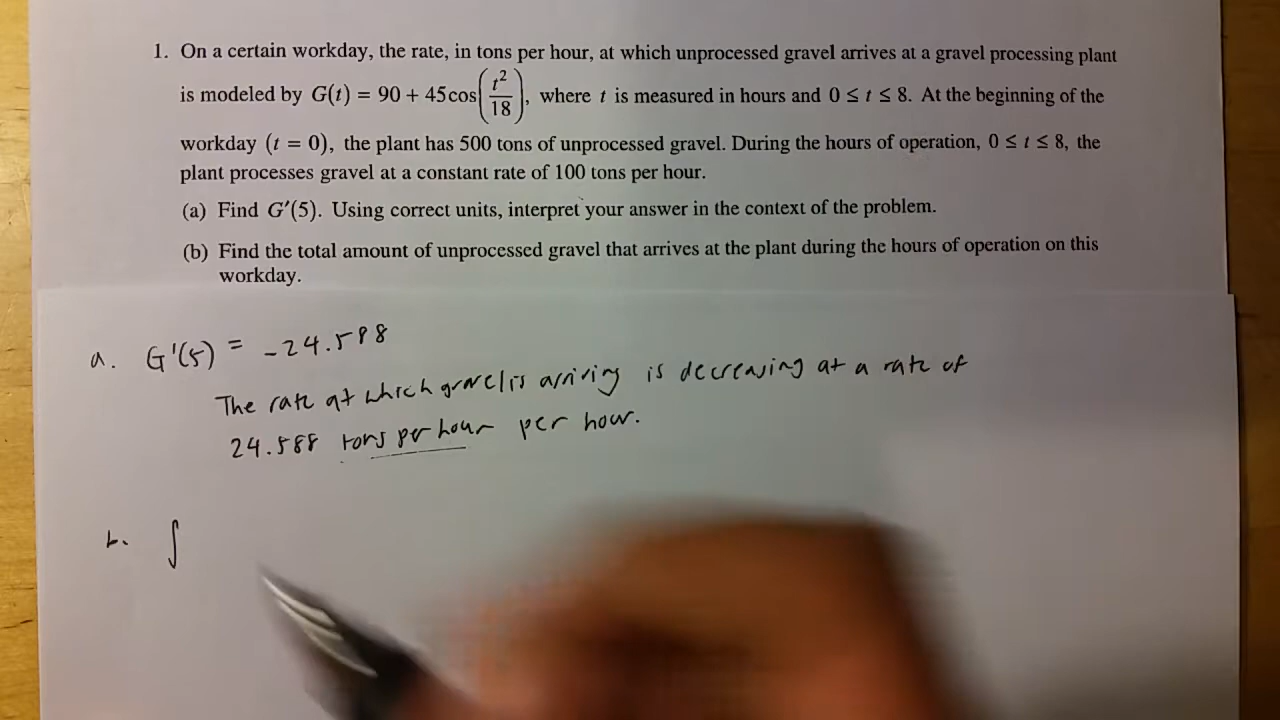 1. On a certain workday, the rate, in tons per hour, at which unprocessed gravel arrives at a gravel processing plant
is modeled by G(t) = 90 + 45cos(t²/18), where t is measured in hours and 0 ≤ t ≤ 8. At the beginning of the
workday (t = 0), the plant has 500 tons of unprocessed gravel. During the hours of operation, 0 ≤ t ≤ 8, the
plant processes gravel at a constant rate of 100 tons per hour.
(a) Find G′(5). Using correct units, interpret your answer in the context of the problem.
(b) Find the total amount of unprocessed gravel that arrives at the plant during the hours of operation on this
workday.
a. G'(5) = -24.588
The rate at which gravel is arriving is decreasing at a rate of
24.588 tons per hour per hour.
b. ∫